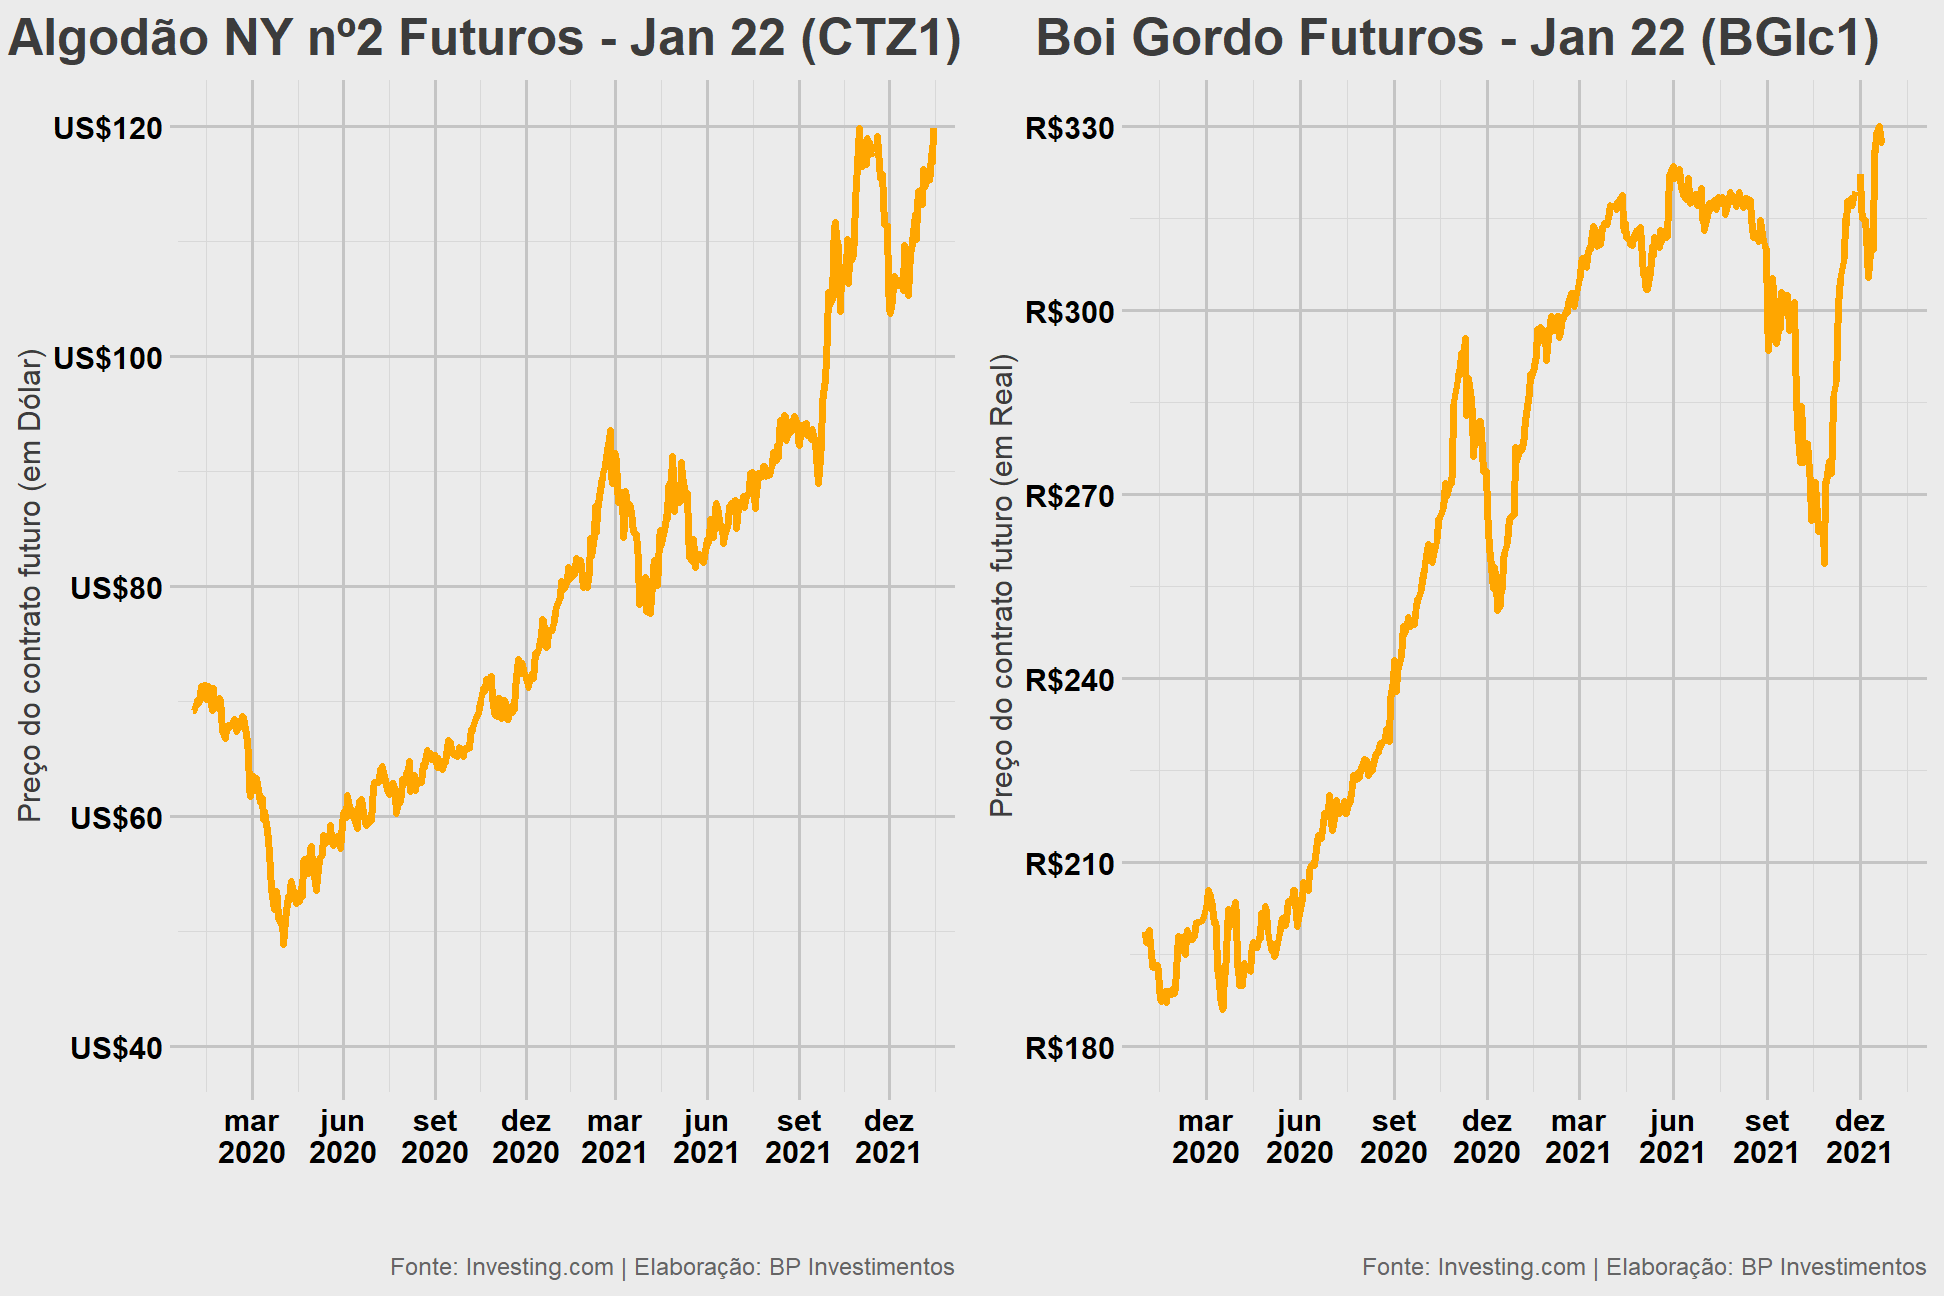 Algodão NY nº2 Futuros - Jan 22 (CTZ1)
Preço do contrato futuro (em Dólar)
US$120
US$100
US$80
US$60
US$40
mar jun set dez mar jun set dez
2020 2020 2020 2020 2021 2021 2021 2021
Fonte: Investing.com | Elaboração: BP Investimentos
Boi Gordo Futuros - Jan 22 (BGIc1)
Preço do contrato futuro (em Real)
R$330
R$300
R$270
R$240
R$210
R$180
mar jun set dez mar jun set dez
2020 2020 2020 2020 2021 2021 2021 2021
Fonte: Investing.com | Elaboração: BP Investimentos